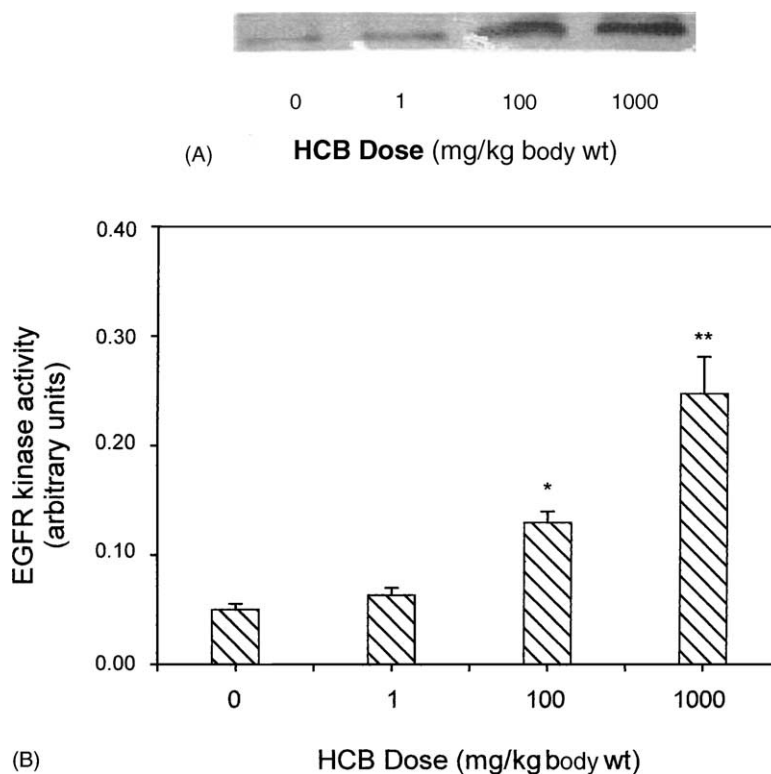 0 1 100 1000
(A) HCB Dose (mg/kg body wt)
0.40
0.30
0.20
0.10
0.00
EGFR kinase activity
(arbitrary units)
*
**
0 1 100 1000
(B) HCB Dose (mg/kg body wt)